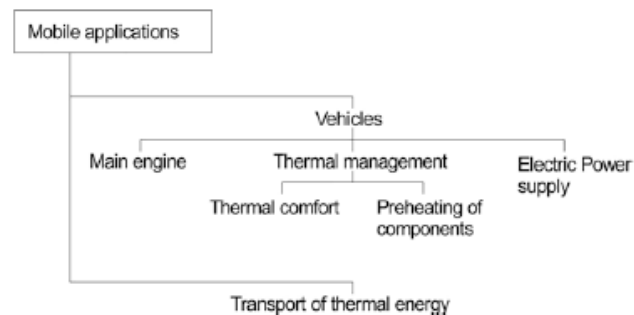 Mobile applications
Vehicles
Main engine
Thermal management
Electric Power
supply
Thermal comfort
Preheating of
components
Transport of thermal energy